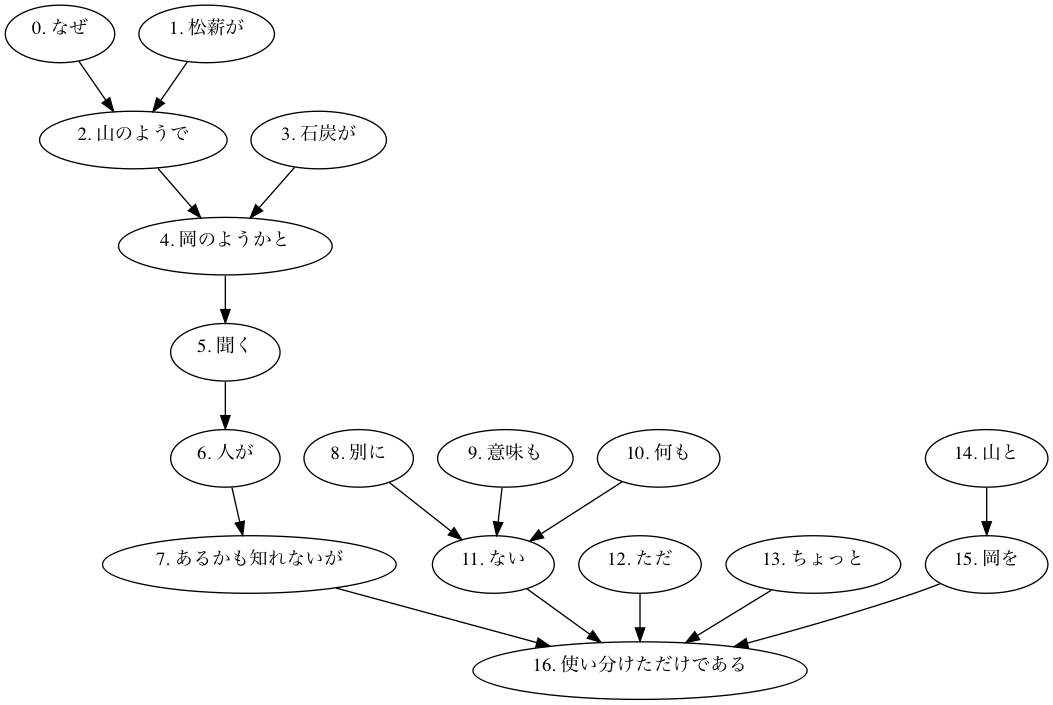 0. なぜ
1. 松薪が
2. 山のようで
3. 石炭が
4. 岡のようかと
5. 聞く
6. 人が
8. 別に
9. 意味も
10. 何も
14. 山と
7. あるかも知れないが
11. ない
12. ただ
13. ちょっと
15. 岡を
16. 使い分けただけである